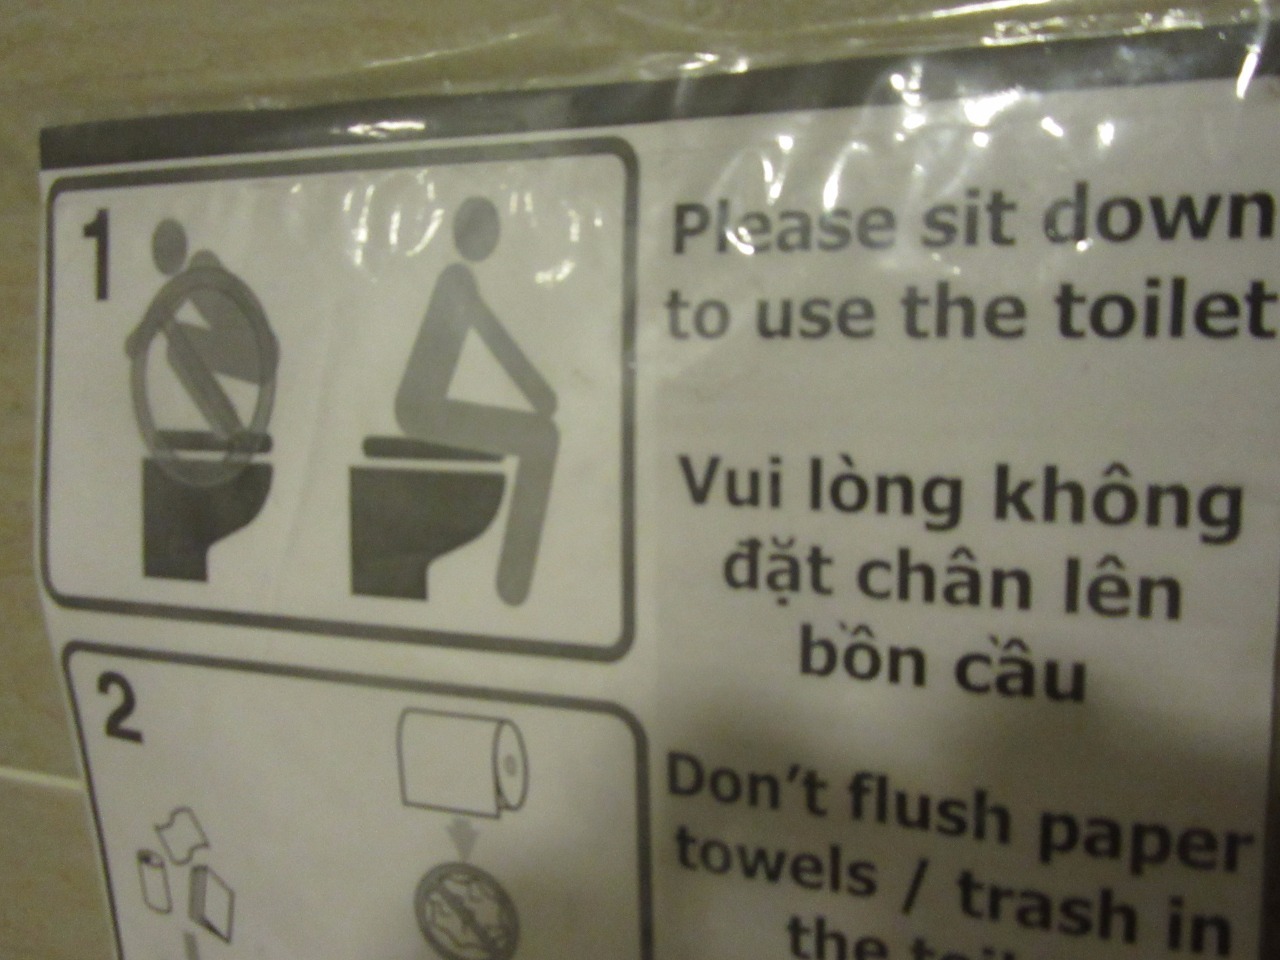 1
Please sit down
to use the toilet
Vui lòng không
đặt chân lên
bồn cầu
2
Don't flush paper
towels / trash in
the